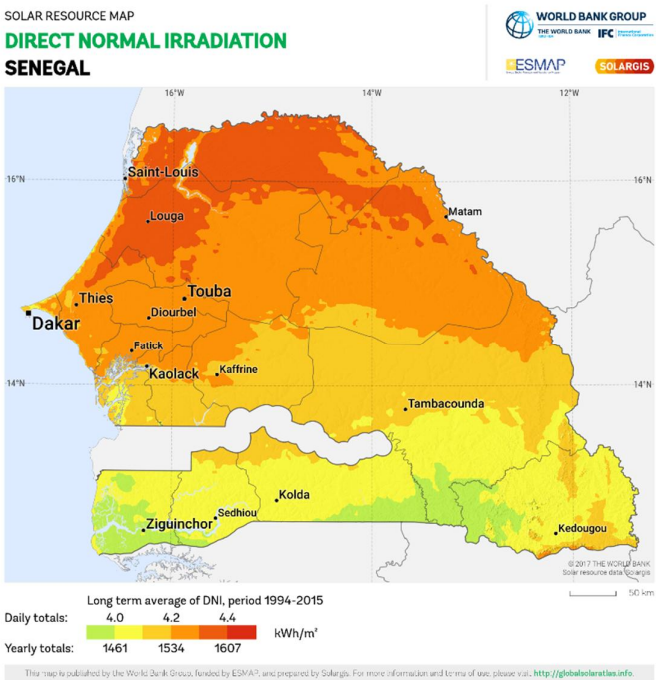 SOLAR RESOURCE MAP
DIRECT NORMAL IRRADIATION
SENEGAL
WORLD BANK GROUP
THE WORLD BANK
IFC
International Finance Corporation
ESMAP
SOLARGIS
16°W
14°W
12°W
16°N
16°N
Saint-Louis
Louga
Matam
Thies
Touba
Diourbel
Dakar
Fatick
Kaolack
Kaffrine
14°N
14°N
Tambacounda
Kolda
Sedhiou
Ziguinchor
Kedougou
© 2017 THE WORLD BANK
Solar resource data: Solargis
50 km
Long term average of DNI, period 1994-2015
Daily totals: 4.0 4.2 4.4
kWh/m²
Yearly totals: 1461 1534 1607
This map is published by the World Bank Group, funded by ESMAP, and prepared by Solargis. For more information and terms of use, please visit http://globalsolaratlas.info.